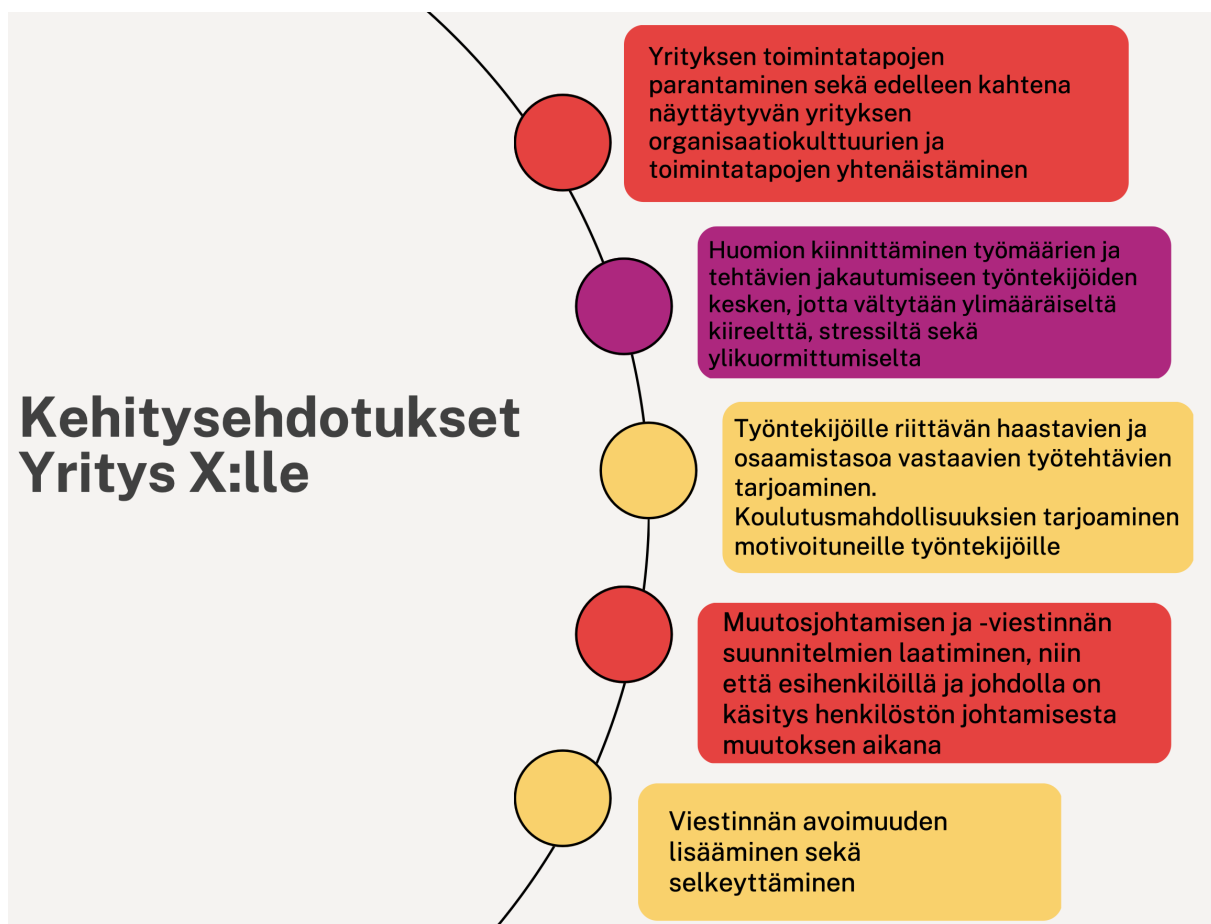 Kehitysehdotukset
Yritys X:lle
Yrityksen toimintatapojen
parantaminen sekä edelleen kahtena
näyttäytyvän yrityksen
organisaatiokulttuurien ja
toimintatapojen yhtenäistäminen
Huomion kiinnittäminen työmäärien ja
tehtävien jakautumiseen työntekijöiden
kesken, jotta vältytään ylimääräiseltä
kiireelttä, stressiltä sekä
ylikuormittumiselta
Työntekijöille riittävän haastavien ja
osaamistasoa vastaavien työtehtävien
tarjoaminen.
Koulutusmahdollisuuksien tarjoaminen
motivoituneille työntekijöille
Muutosjohtamisen ja -viestinnän
suunnitelmien laatiminen, niin
että esihenkilöillä ja johdolla on
käsitys henkilöstön johtamisesta
muutoksen aikana
Viestinnän avoimuuden
lisääminen sekä
selkeyttäminen